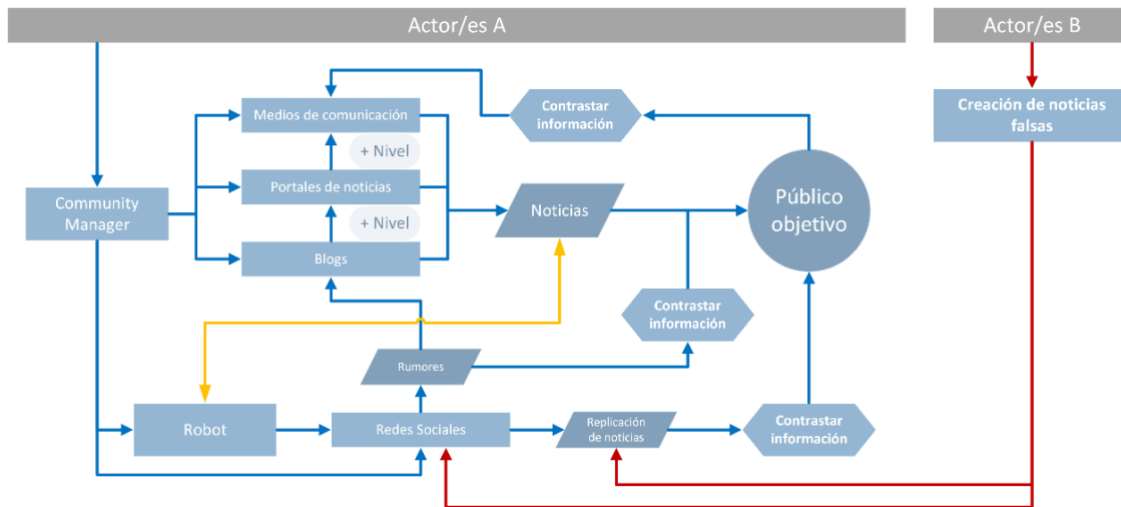 Actor/es A
Actor/es B
Contrastar
información
Medios de comunicación
Creación de noticias
falsas
+ Nivel
Portales de noticias
Community
Manager
Noticias
Público
objetivo
+ Nivel
Blogs
Contrastar
información
Rumores
Robot
Redes Sociales
Replicación
de noticias
Contrastar
información